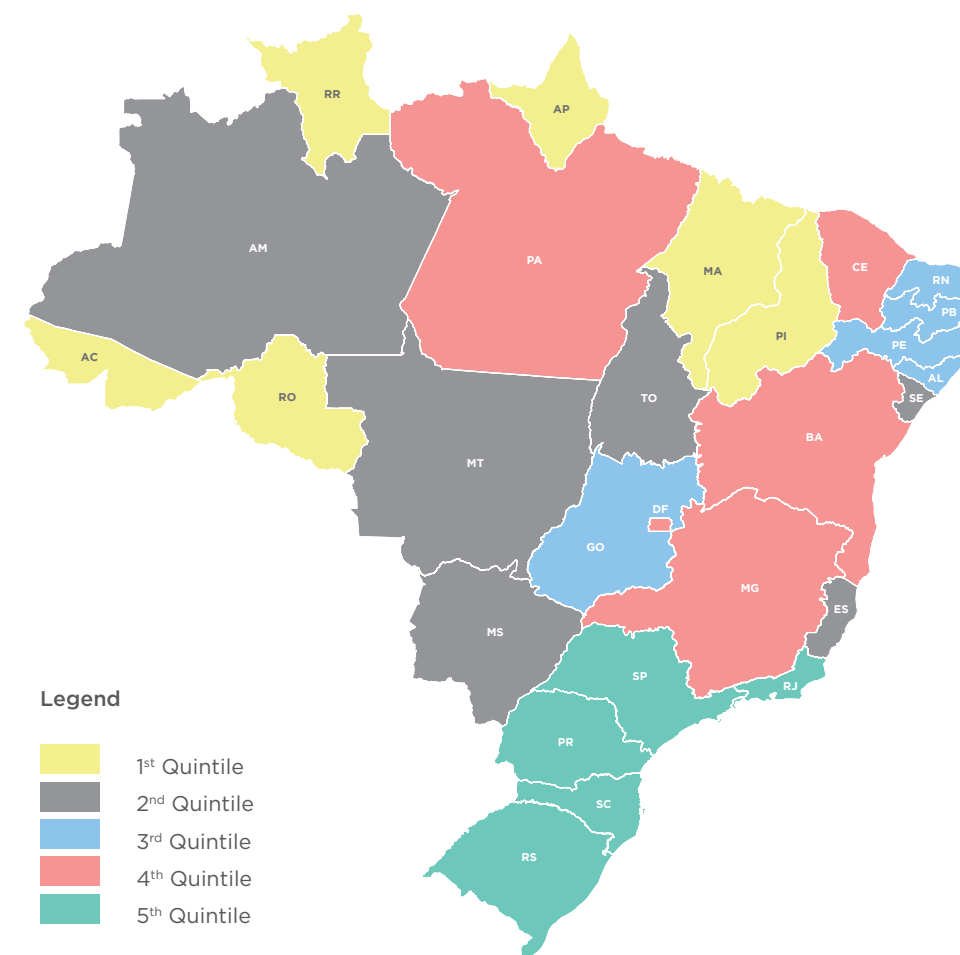 RR
AP
AM
PA
MA
CE
RN
PB
PI
PE
AC
AL
RO
TO
SE
BA
MT
DF
GO
MG
ES
MS
SP
RJ
PR
SC
RS
Legend
1st Quintile
2nd Quintile
3rd Quintile
4th Quintile
5th Quintile